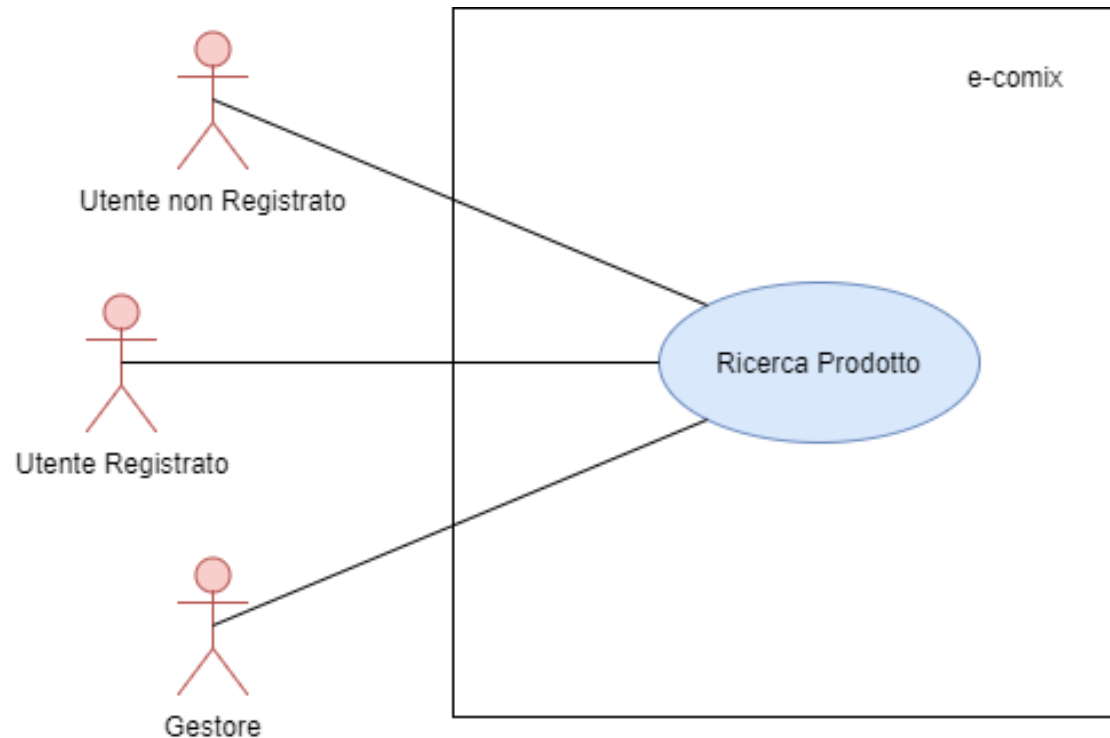 e-comix
Utente non Registrato
Ricerca Prodotto
Utente Registrato
Gestore